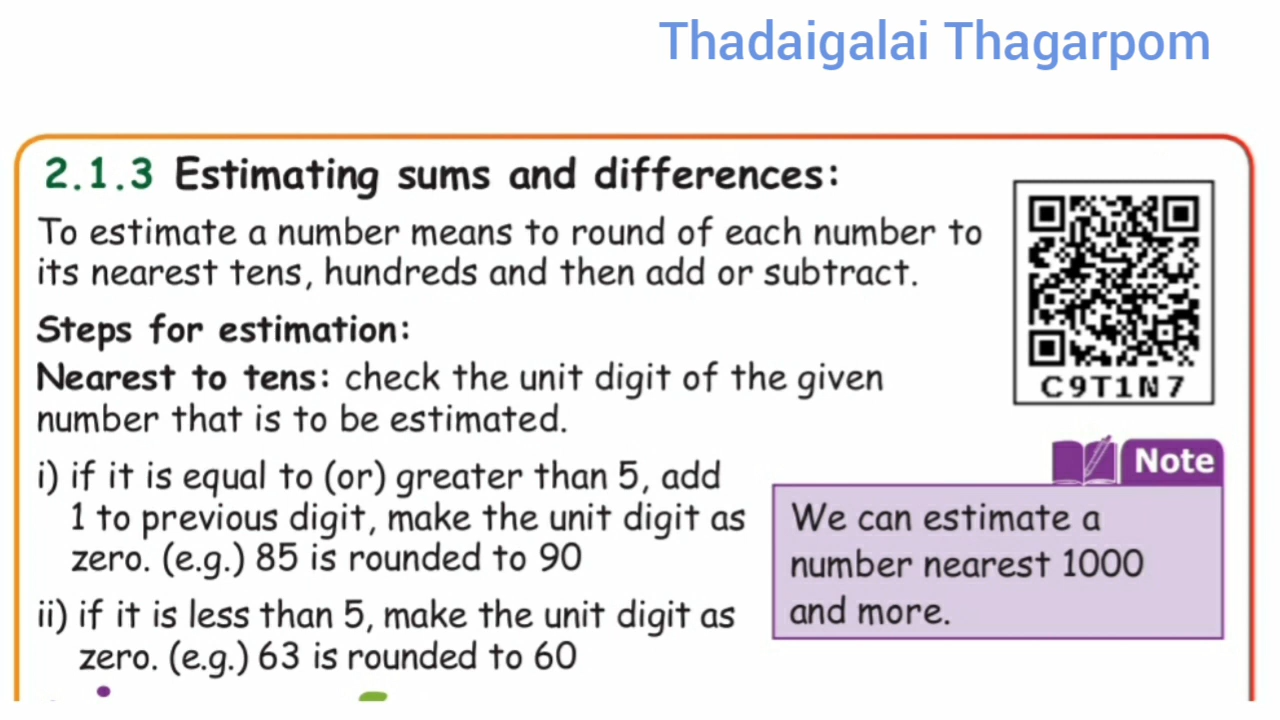 Thadaigalai Thagarpom
2.1.3 Estimating sums and differences:
To estimate a number means to round of each number to
its nearest tens, hundreds and then add or subtract.
C9T1N7
Steps for estimation:
Nearest to tens: check the unit digit of the given
number that is to be estimated.
i) if it is equal to (or) greater than 5, add
1 to previous digit, make the unit digit as
zero. (e.g.) 85 is rounded to 90
ii) if it is less than 5, make the unit digit as
zero. (e.g.) 63 is rounded to 60
Note
We can estimate a
number nearest 1000
and more.